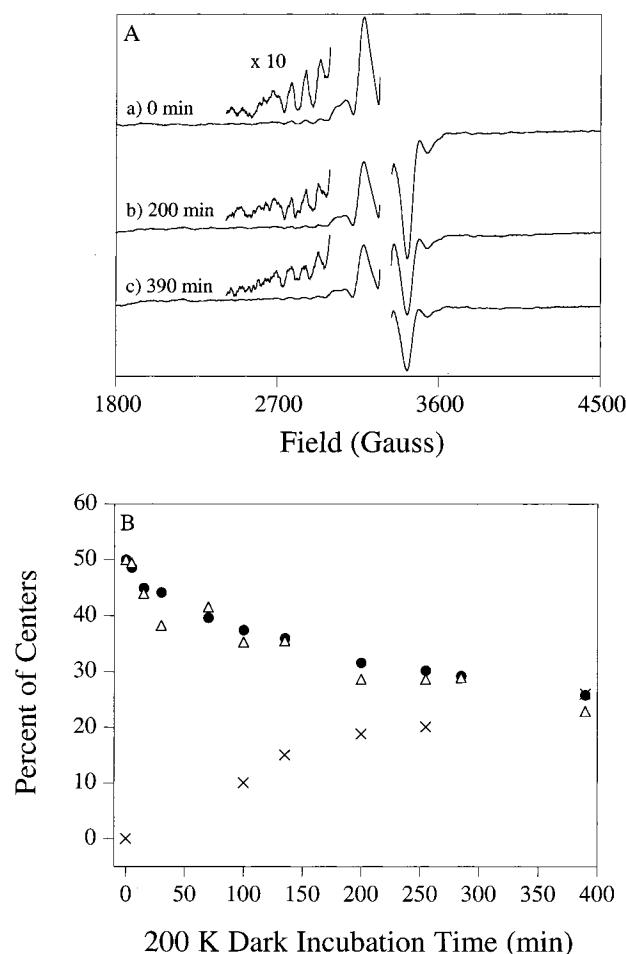 A
x 10
a) 0 min
b) 200 min
c) 390 min
1800 2700 3600 4500
Field (Gauss)
B
60
50
40
30
20
10
0
Percent of Centers
0 50 100 150 200 250 300 350 400
200 K Dark Incubation Time (min)